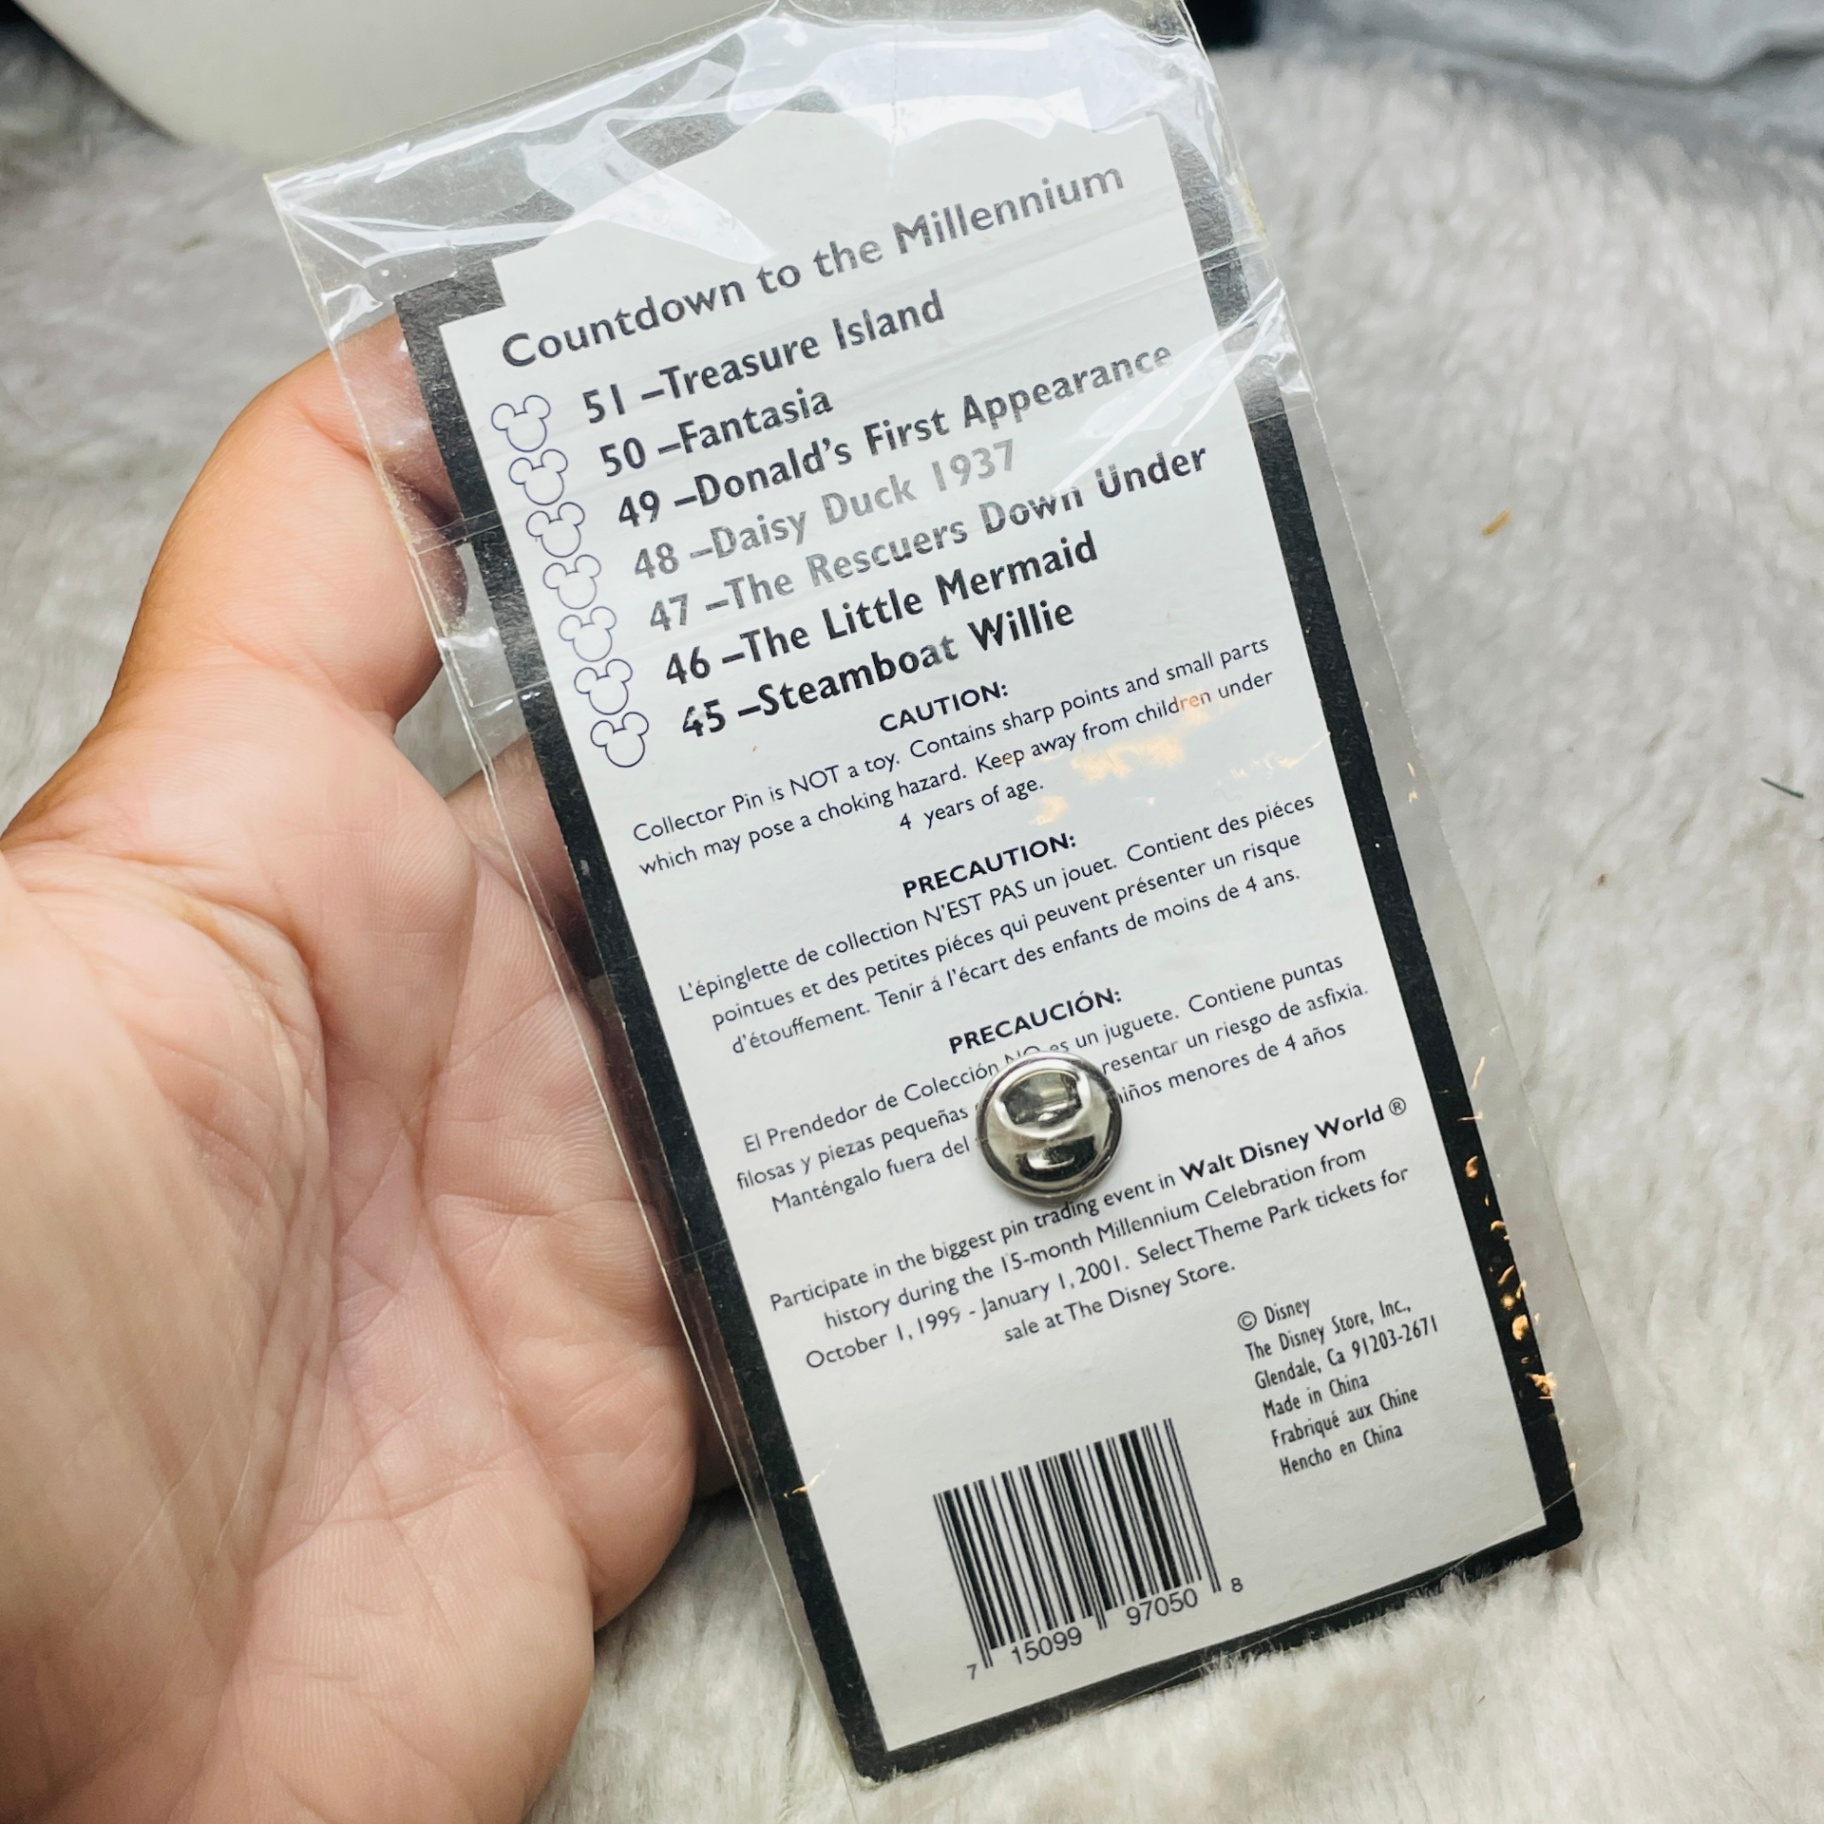 Countdown to the Millennium
51 –Treasure Island
50 –Fantasia
49 –Donald's First Appearance
48 –Daisy Duck 1937
47 –The Rescuers Down Under
46 –The Little Mermaid
45 –Steamboat Willie
CAUTION:
Collector Pin is NOT a toy. Contains sharp points and small parts
which may pose a choking hazard. Keep away from children under
4 years of age.
PRECAUTION:
L'épinglette de collection N'EST PAS un jouet. Contient des piéces
pointues et des petites piéces qui peuvent présenter un risque
d'étouffement. Tenir á l'écart des enfants de moins de 4 ans.
PRECAUCIÓN:
El Prendedor de Colección NO es un juguete. Contiene puntas
filosas y piezas pequeñas resentar un riesgo de asfixia.
Manténgalo fuera del iños menores de 4 años
Participate in the biggest pin trading event in Walt Disney World ®
history during the 15-month Millennium Celebration from
October 1, 1999 - January 1, 2001. Select Theme Park tickets for
sale at The Disney Store.
© Disney
The Disney Store, Inc.,
Glendale, Ca 91203-2671
Made in China
Frabriqué aux Chine
Hencho en China
7 15099 97050 8